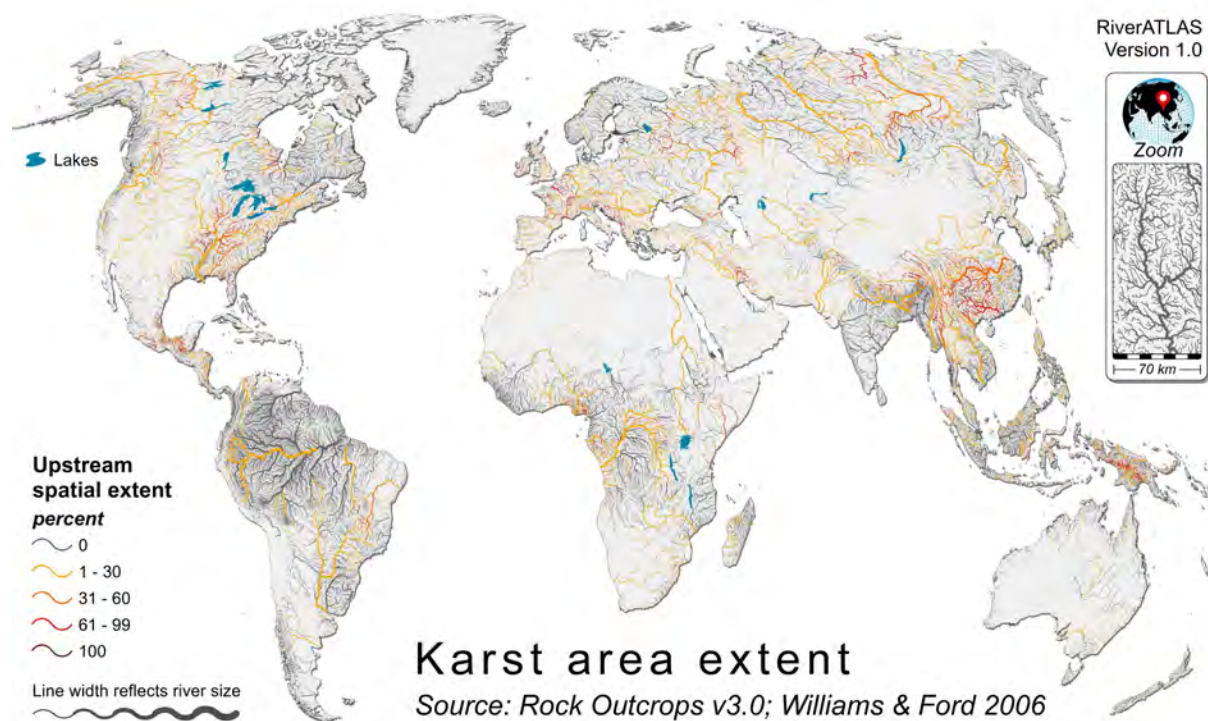 RiverATLAS
Version 1.0
Zoom
70 km
Lakes
Upstream
spatial extent
percent
0
1 - 30
31 - 60
61 - 99
100
Line width reflects river size
Karst area extent
Source: Rock Outcrops v3.0; Williams & Ford 2006